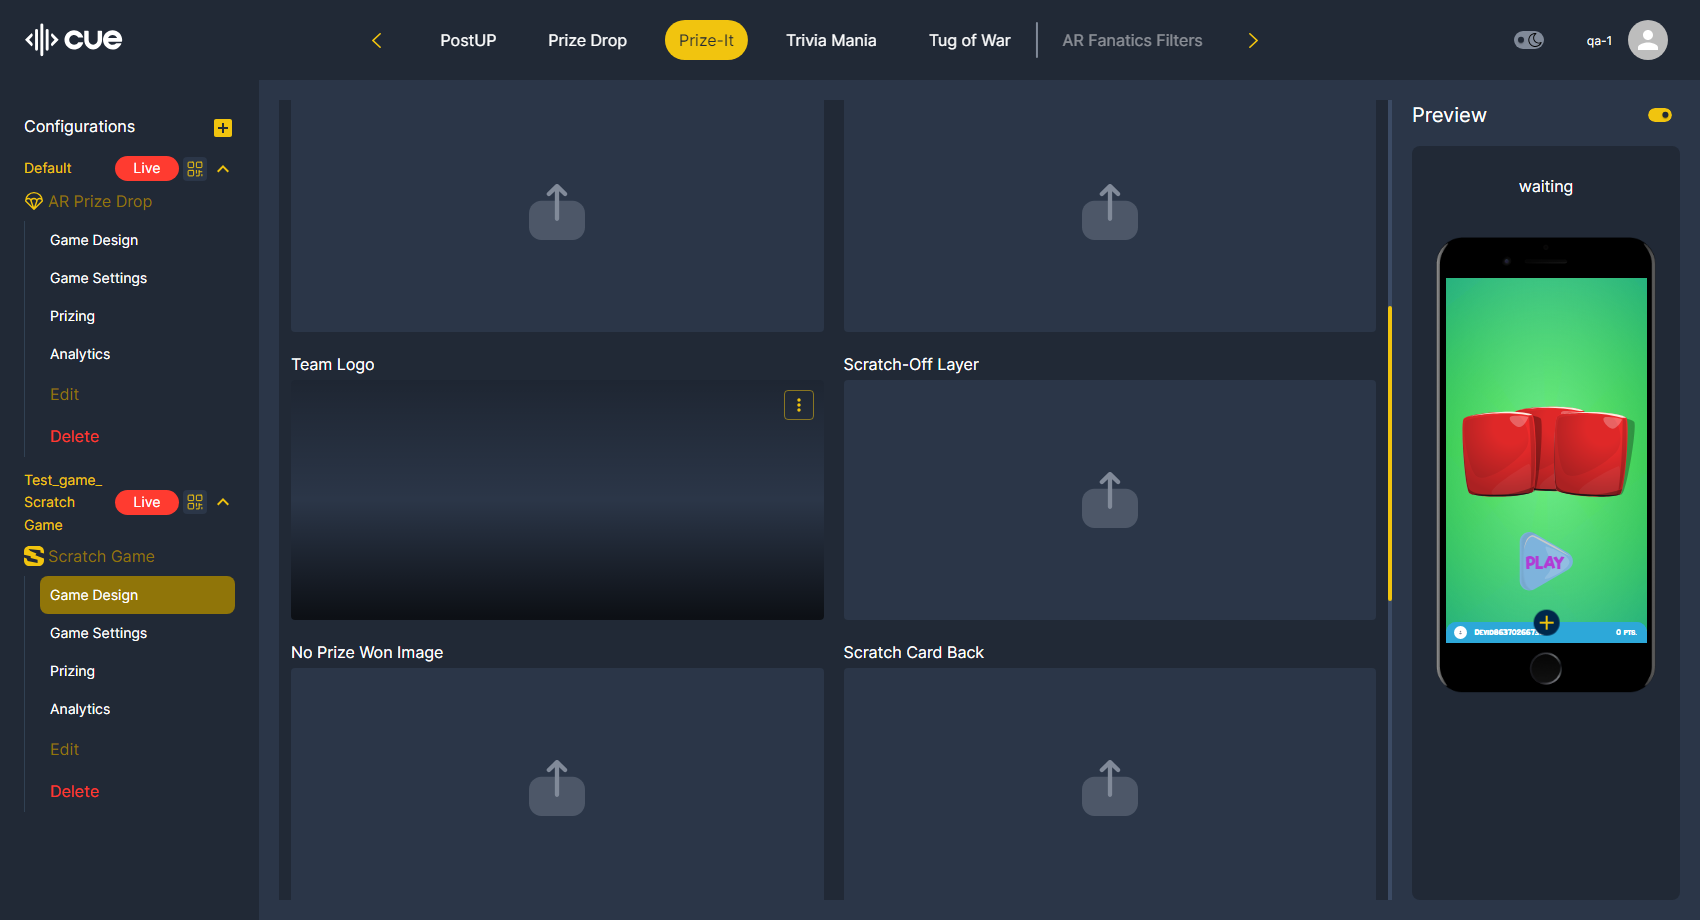 cue
PostUP
Prize Drop
Prize-It
Trivia Mania
Tug of War
AR Fanatics Filters
qa-1
Configurations
Default
Live
AR Prize Drop
Game Design
Game Settings
Prizing
Analytics
Edit
Delete
Test_game_
Scratch
Game
Live
Scratch Game
Game Design
Game Settings
Prizing
Analytics
Edit
Delete
Team Logo
Scratch-Off Layer
No Prize Won Image
Scratch Card Back
Preview
waiting
PLAY
0 PTS.